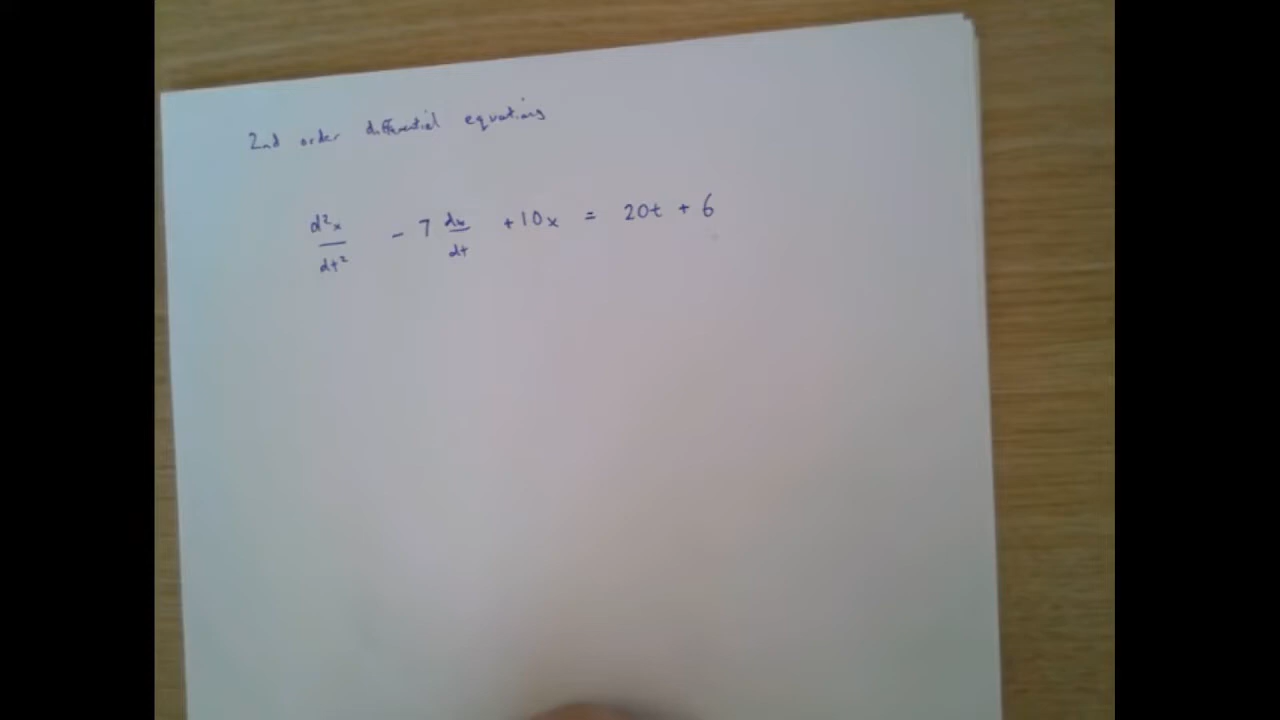 2nd order differential equations
d²x/dt² - 7 dx/dt + 10x = 20t + 6